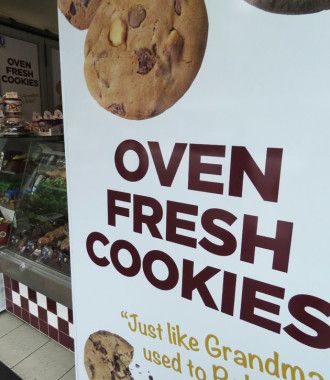 OVEN
FRESH
COOKIES
OVEN
FRESH
COOKIES
"Just like Grandma
used to